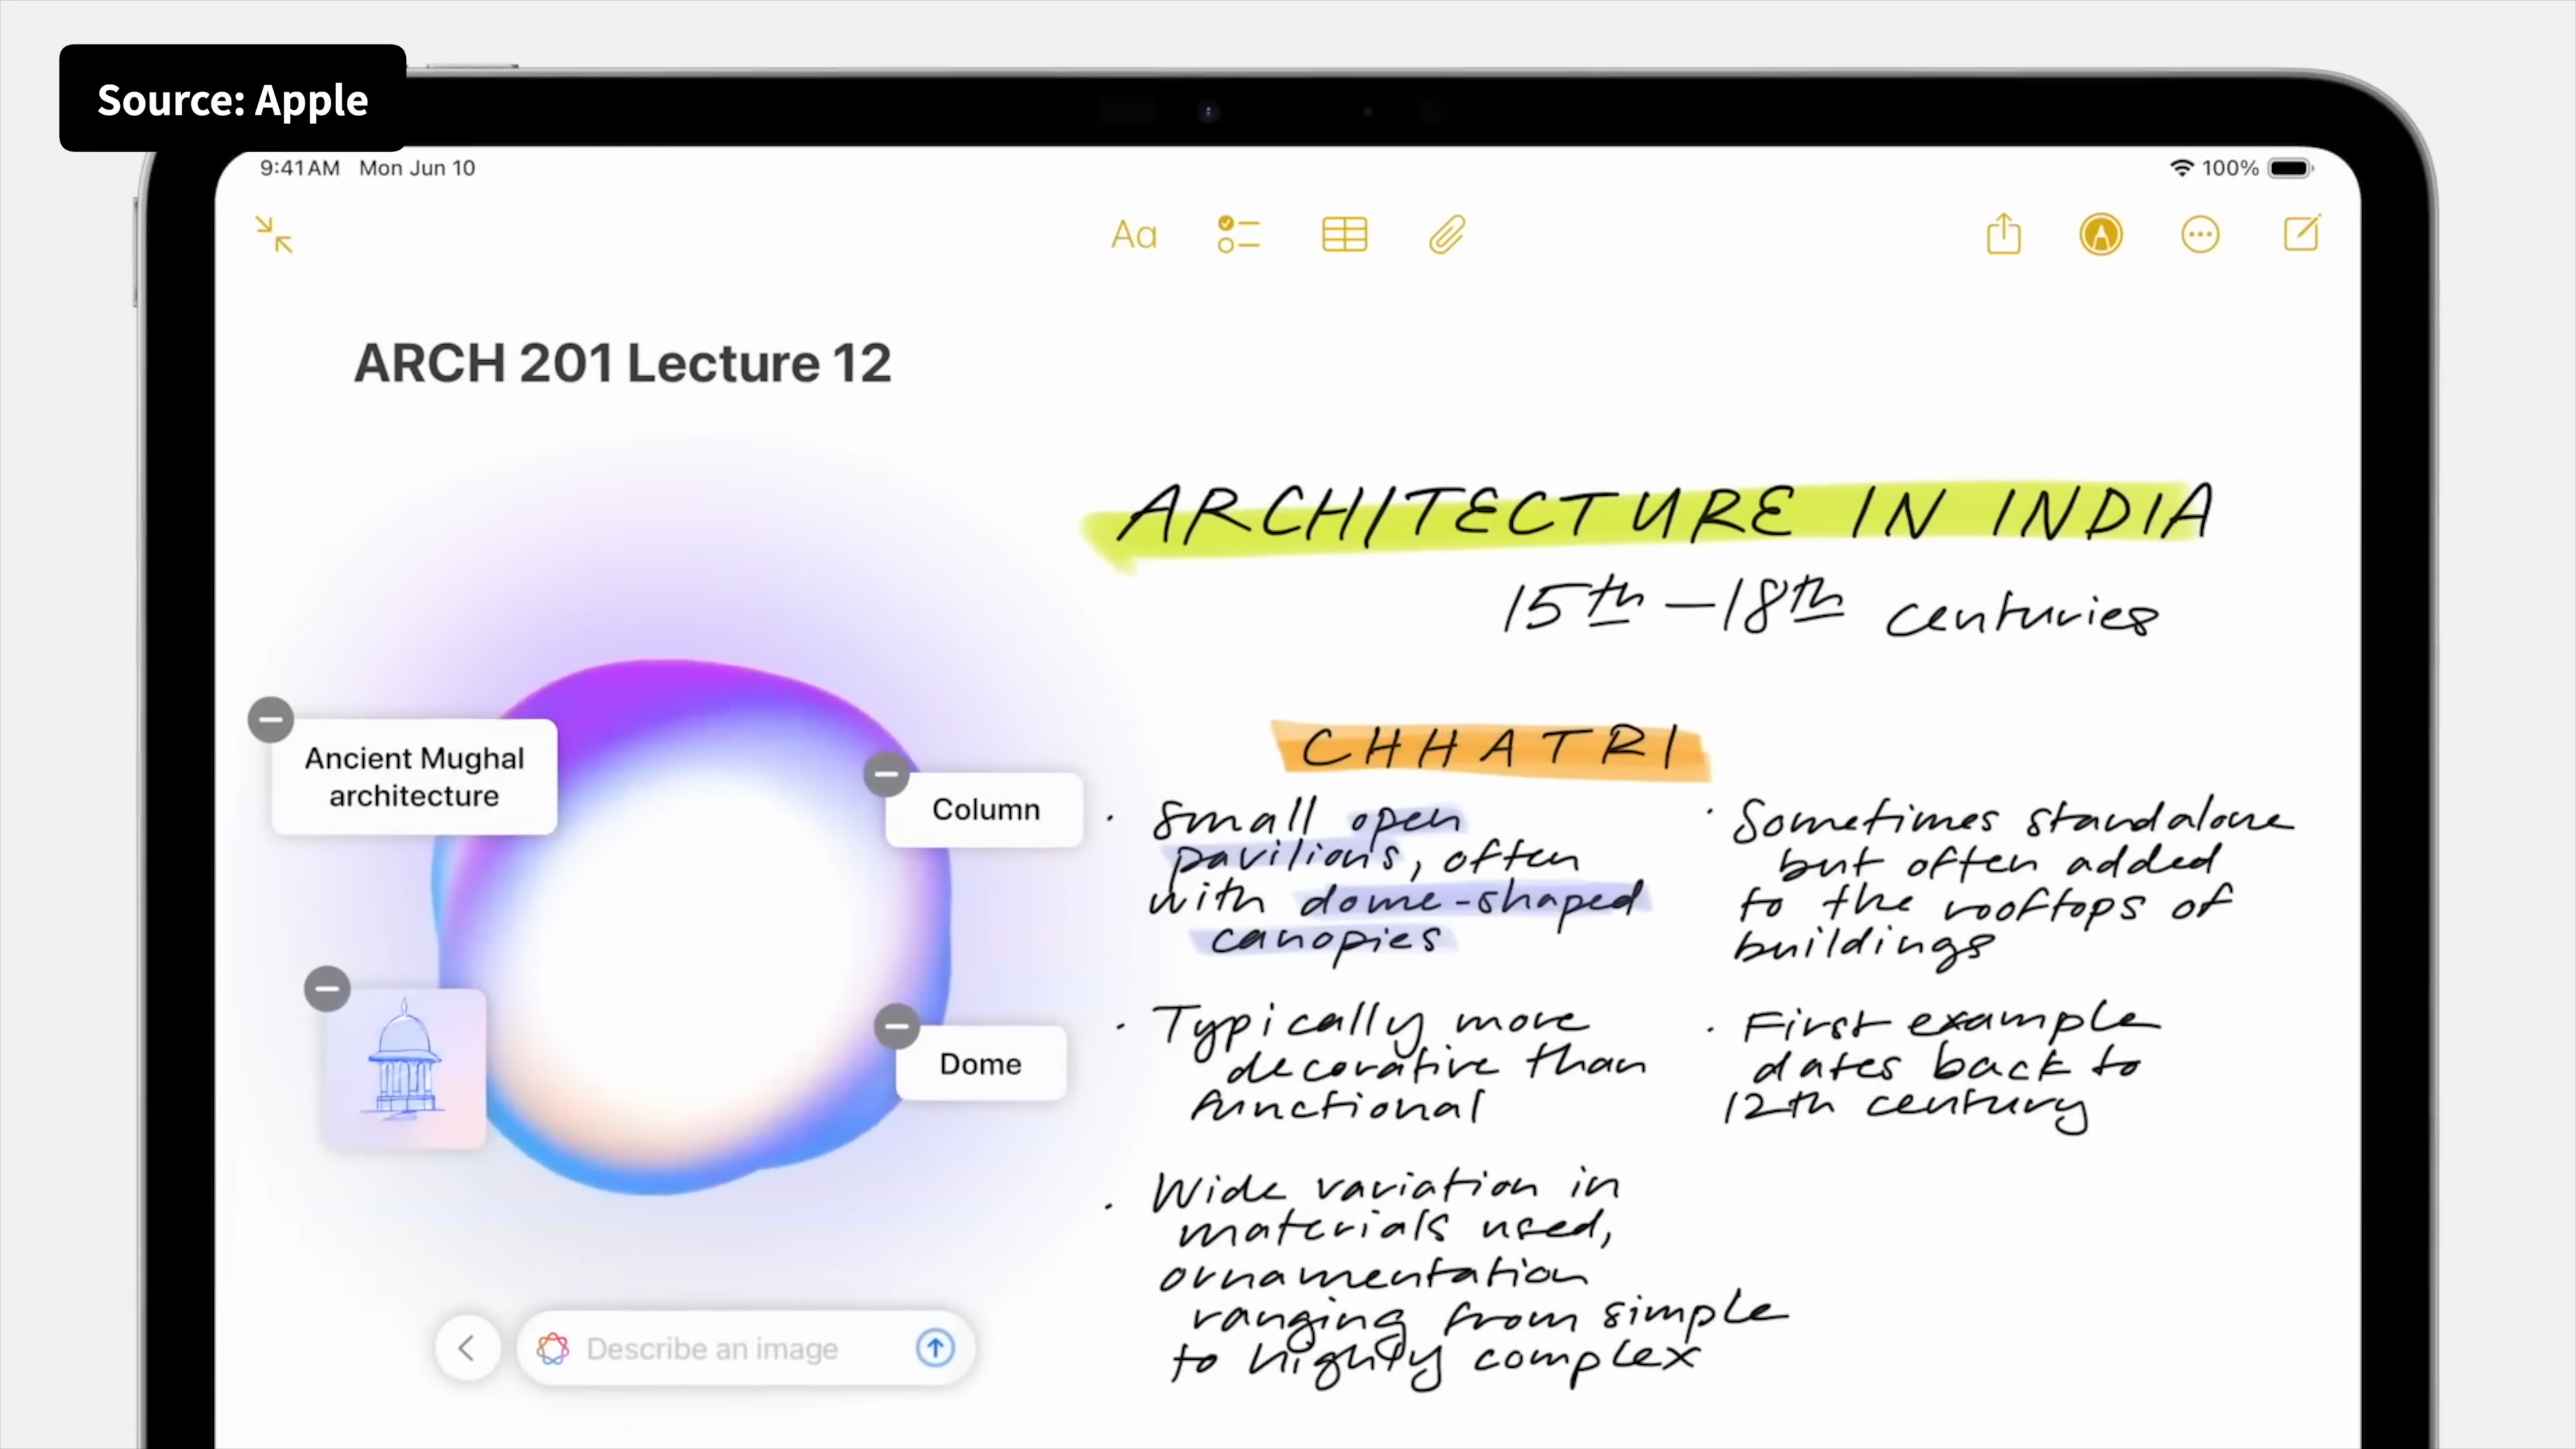 Source: Apple
9:41 AM Mon Jun 10
100%
Aa
ARCH 201 Lecture 12
ARCHITECTURE IN INDIA
15th – 18th centuries
Ancient Mughal
architecture
Column
Dome
Describe an image
CHHATRI
· Small open
pavilions, often
with dome-shaped
canopies
· Typically more
decorative than
functional
· Wide variation in
materials used,
ornamentation
ranging from simple
to highly complex
· Sometimes standalone
but often added
to the rooftops of
buildings
· First example
dates back to
12th century